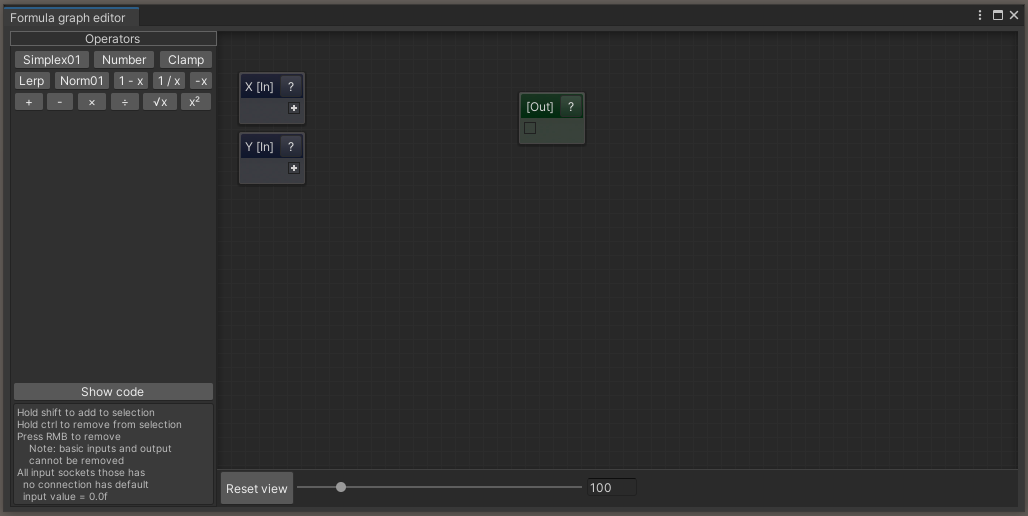 Formula graph editor
Operators
Simplex01 Number Clamp
Lerp Norm01 1 - x 1 / x -x
+ - × ÷ √x x²
X [In] ?
[Out] ?
Y [In] ?
Show code
Hold shift to add to selection
Hold ctrl to remove from selection
Press RMB to remove
Note: basic inputs and output
cannot be removed
All input sockets those has
no connection has default
input value = 0.0f
Reset view 100